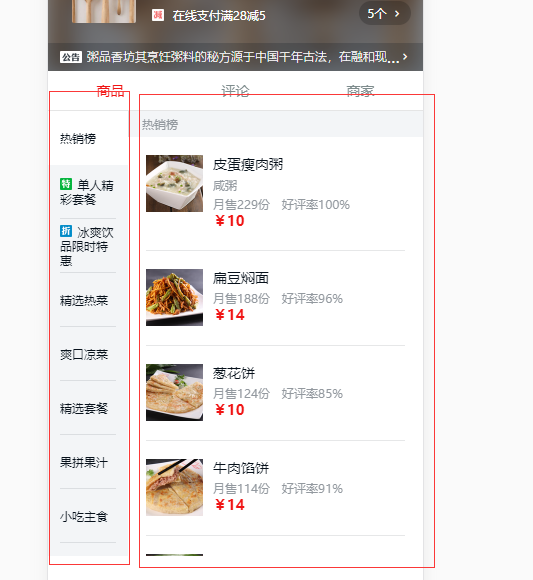 减 在线支付满28减5
5个 >
公告 粥品香坊其烹饪粥料的秘方源于中国千年古法，在融和现... >
商品 评论 商家
热销榜
特 单人精
彩套餐
折 冰爽饮
品限时特
惠
精选热菜
爽口凉菜
精选套餐
果拼果汁
小吃主食
热销榜
皮蛋瘦肉粥
咸粥
月售229份 好评率100%
￥10
扁豆焖面
月售188份 好评率96%
￥14
葱花饼
月售124份 好评率85%
￥10
牛肉馅饼
月售114份 好评率91%
￥14